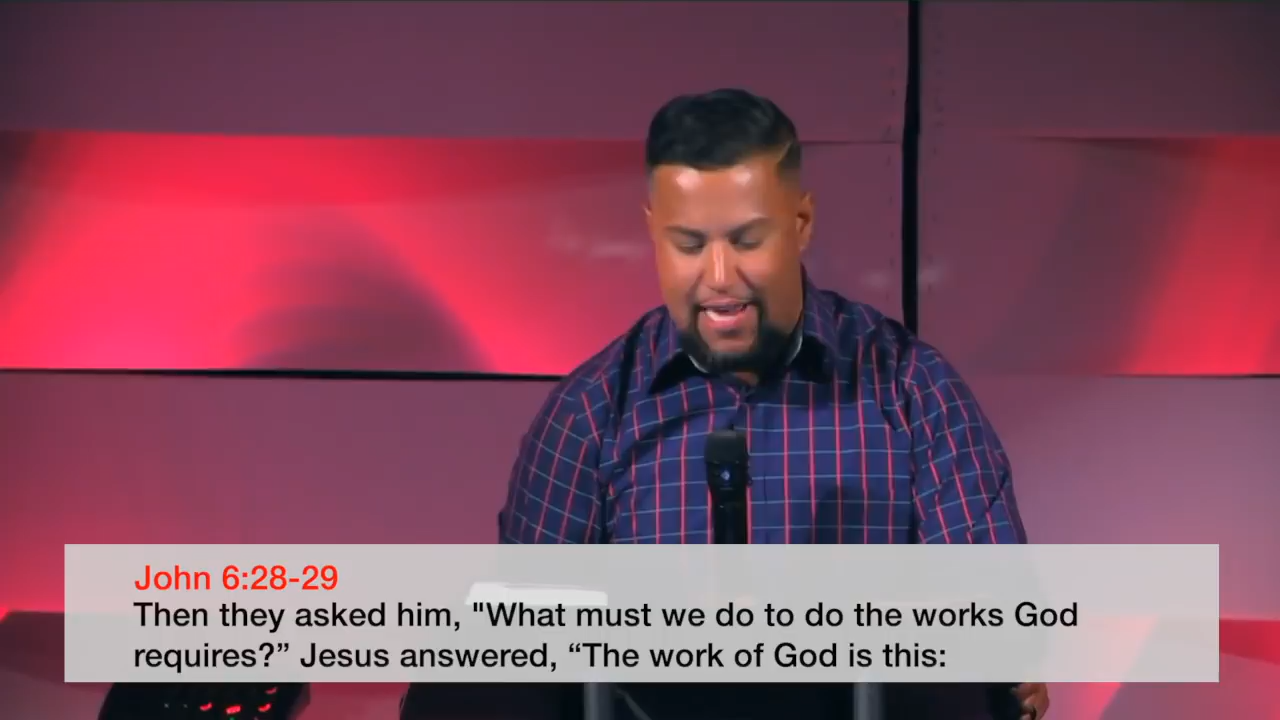 John 6:28-29
Then they asked him, "What must we do to do the works God
requires?” Jesus answered, “The work of God is this: